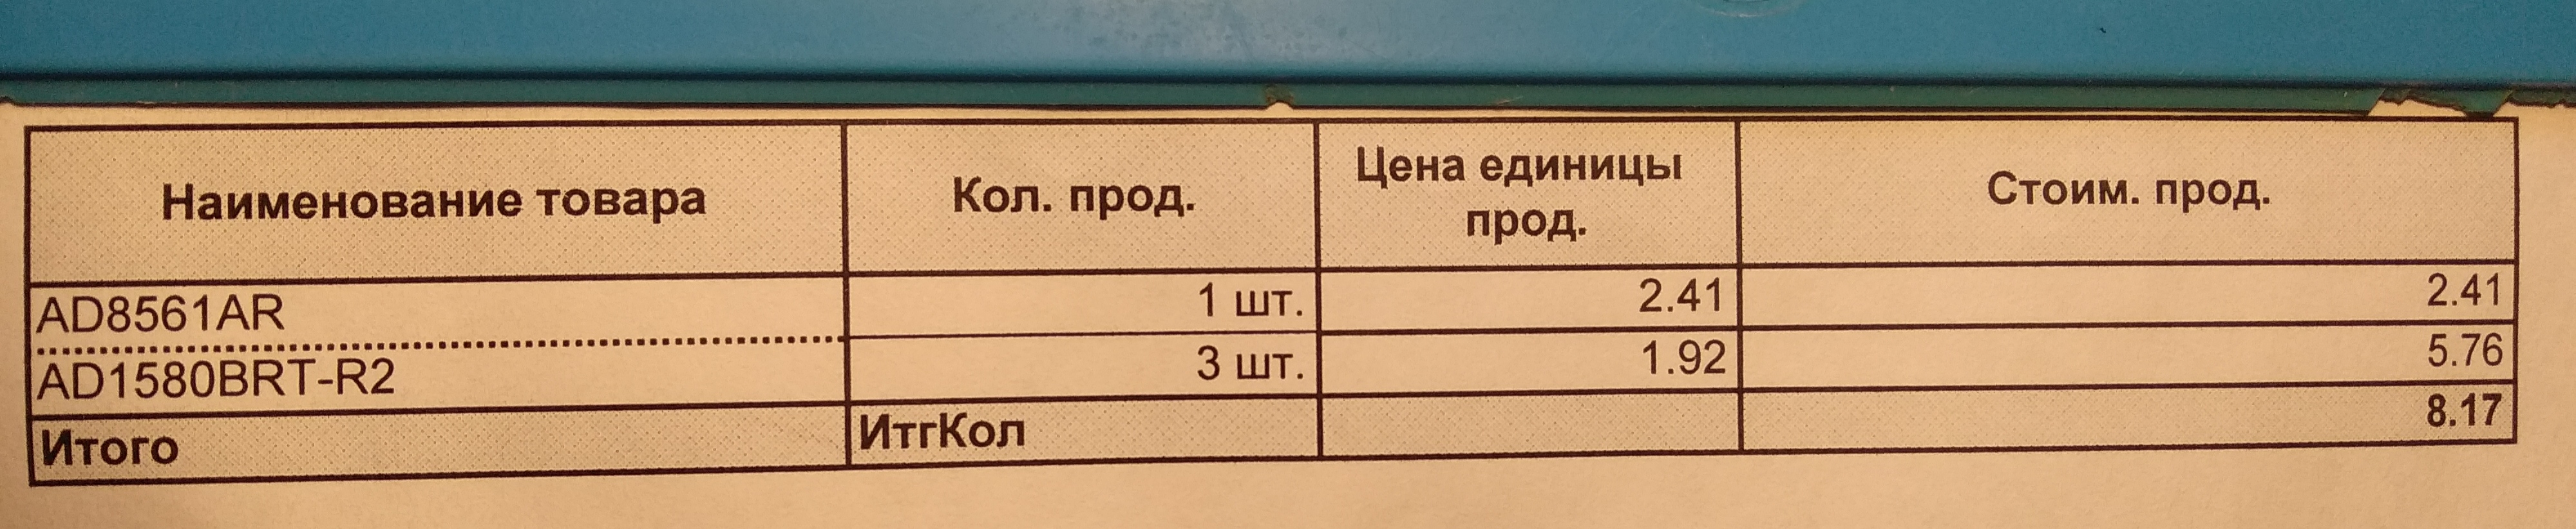 Наименование товара Кол. прод. Цена единицы прод. Стоим. прод.
AD8561AR 1 шт. 2.41 2.41
AD1580BRT-R2 3 шт. 1.92 5.76
Итого ИтгКол 8.17